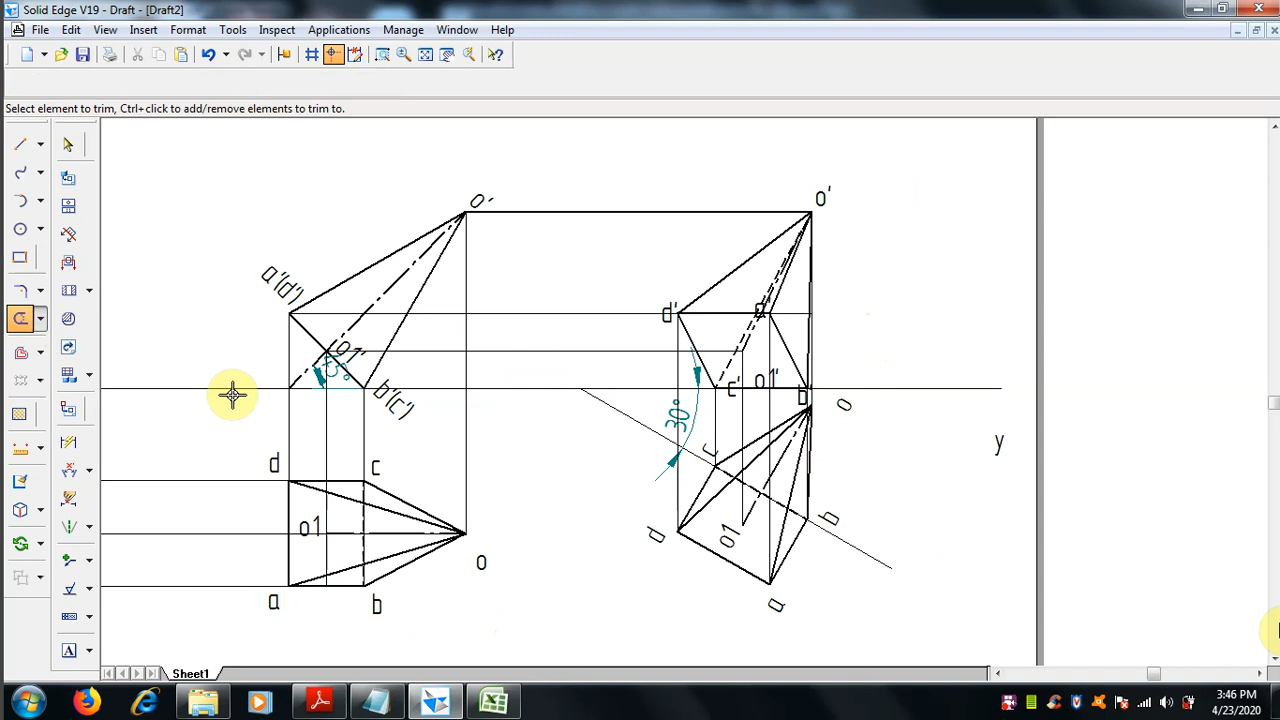 Solid Edge V19 - Draft - [Draft2]
File Edit View Insert Format Tools Inspect Applications Manage Window Help
Select element to trim, Ctrl+click to add/remove elements to trim to.
o' o'
a'(d') d' a'
o1' 45° b'(c') c' o1' b o
30° y
d c c
o1 o d o1 b
a b a
Sheet1
3:46 PM
4/23/2020